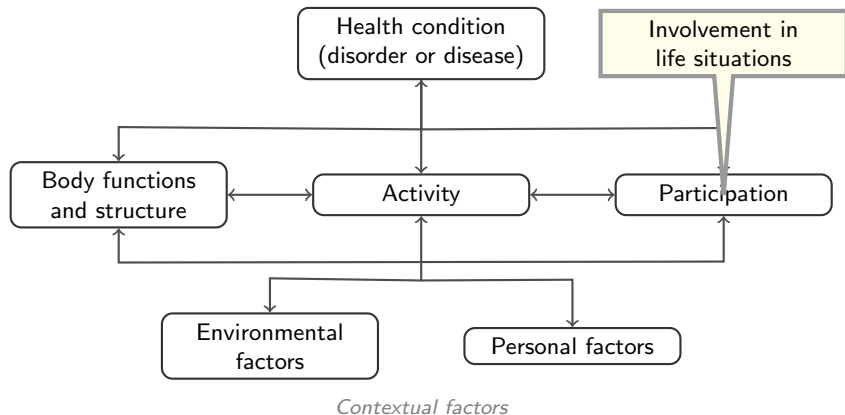 Health condition
(disorder or disease)
Involvement in
life situations
Body functions
and structure
Activity
Participation
Environmental
factors
Personal factors
Contextual factors